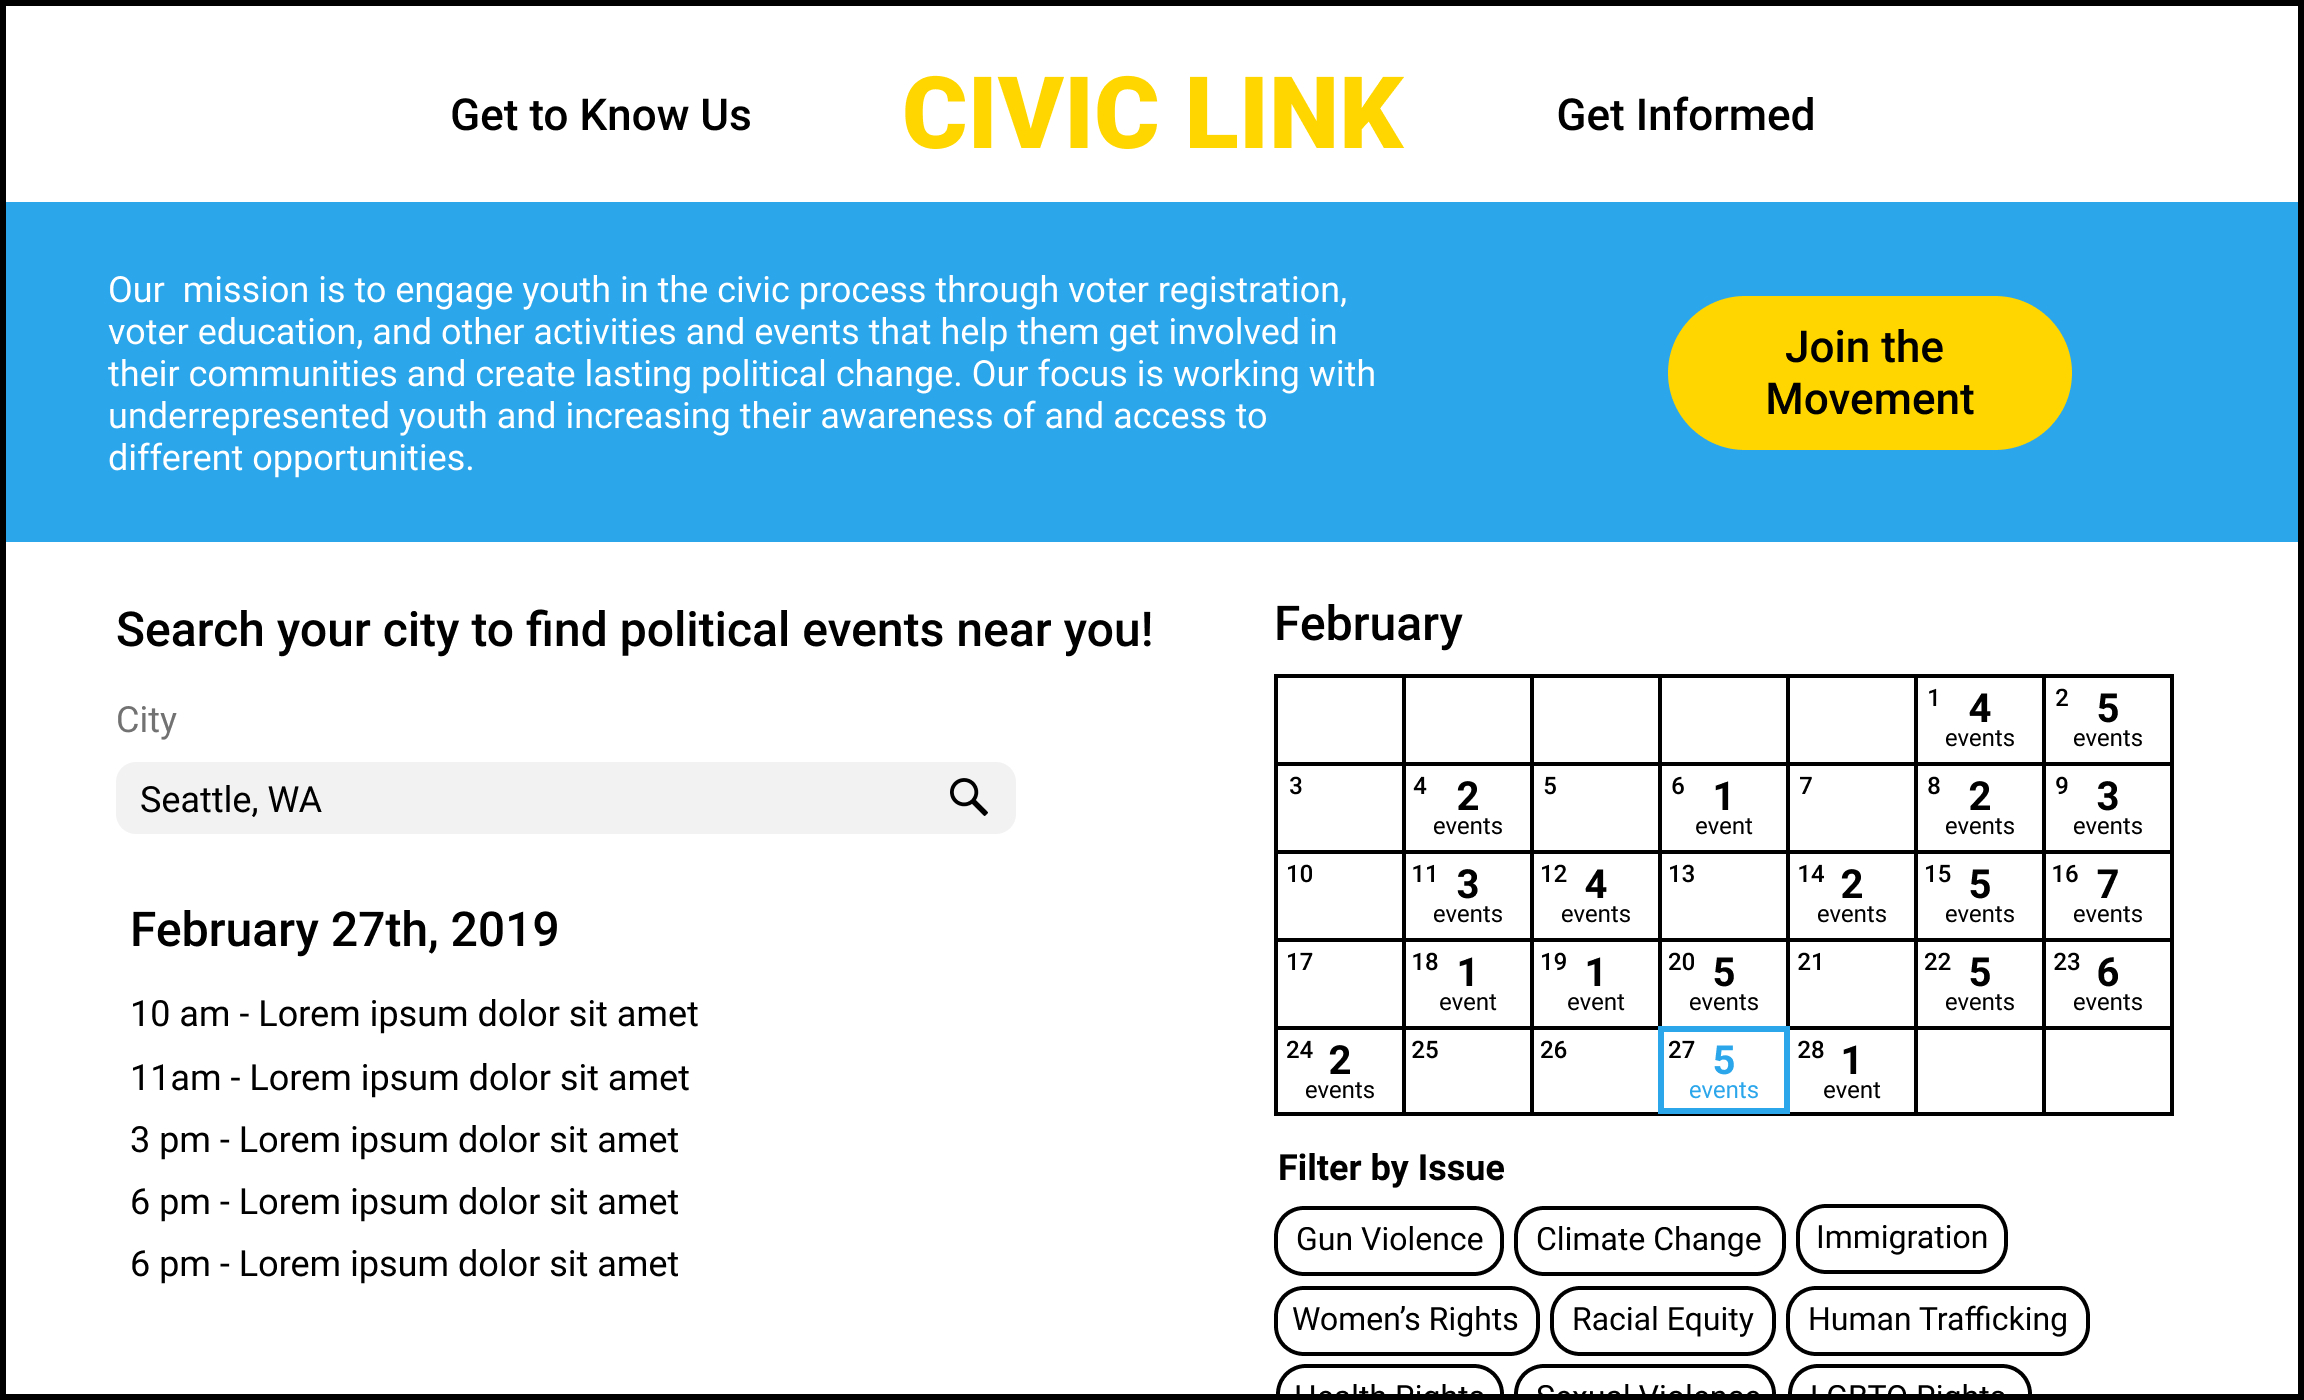 Get to Know Us
CIVIC LINK
Get Informed
Our  mission is to engage youth in the civic process through voter registration,
voter education, and other activities and events that help them get involved in
their communities and create lasting political change. Our focus is working with
underrepresented youth and increasing their awareness of and access to
different opportunities.
Join the
Movement
Search your city to find political events near you!
City
Seattle, WA
February 27th, 2019
10 am - Lorem ipsum dolor sit amet
11am - Lorem ipsum dolor sit amet
3 pm - Lorem ipsum dolor sit amet
6 pm - Lorem ipsum dolor sit amet
6 pm - Lorem ipsum dolor sit amet
February
1 4 events 2 5 events
3 4 2 events 5 6 1 event 7 8 2 events 9 3 events
10 11 3 events 12 4 events 13 14 2 events 15 5 events 16 7 events
17 18 1 event 19 1 event 20 5 events 21 22 5 events 23 6 events
24 2 events 25 26 27 5 events 28 1 event
Filter by Issue
Gun Violence Climate Change Immigration
Women’s Rights Racial Equity Human Trafficking
Health Rights Sexual Violence LGBTQ Rights